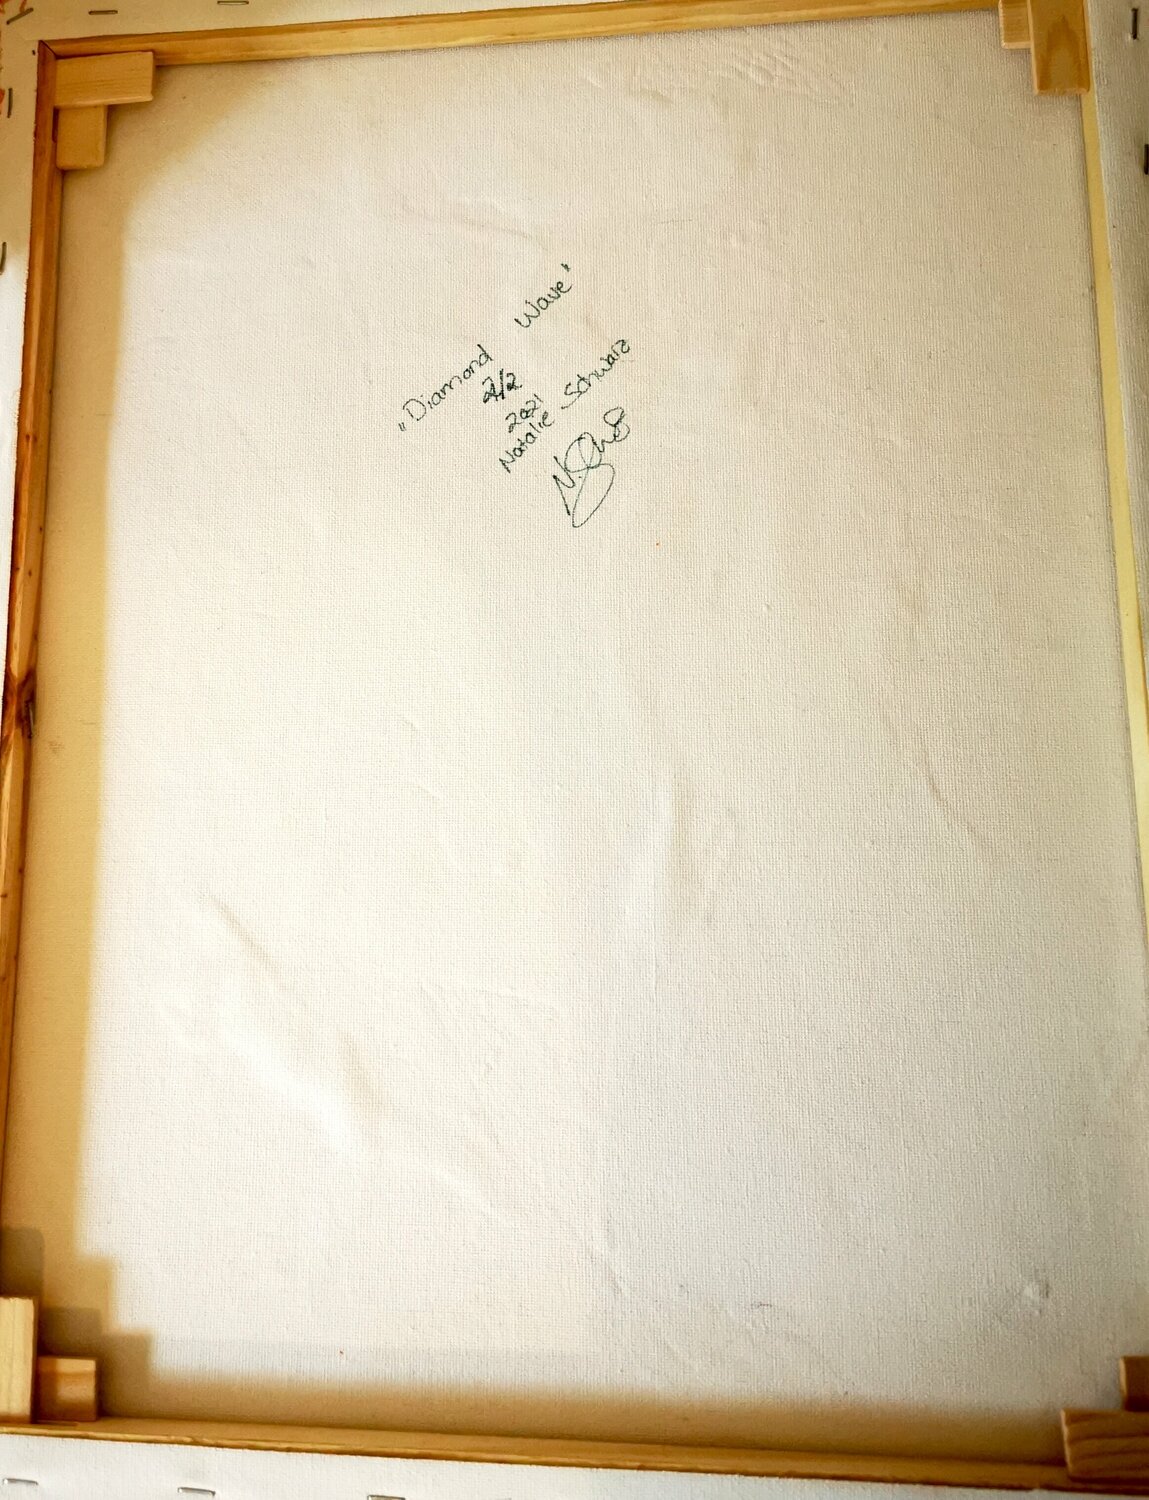 „Diamond Wave"
2/2
2021
Natalie Schwarz